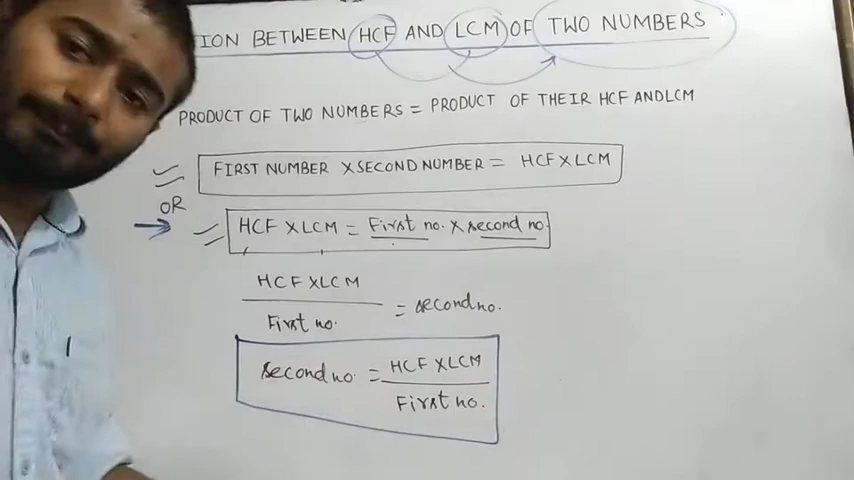 ION BETWEEN HCF AND LCM OF TWO NUMBERS
PRODUCT OF TWO NUMBERS = PRODUCT OF THEIR HCF AND LCM
FIRST NUMBER X SECOND NUMBER = HCF X LCM
OR
HCF X LCM = First no. X second no
HCF X LCM
First no.
= second no.
second no. = HCF X LCM
First no.